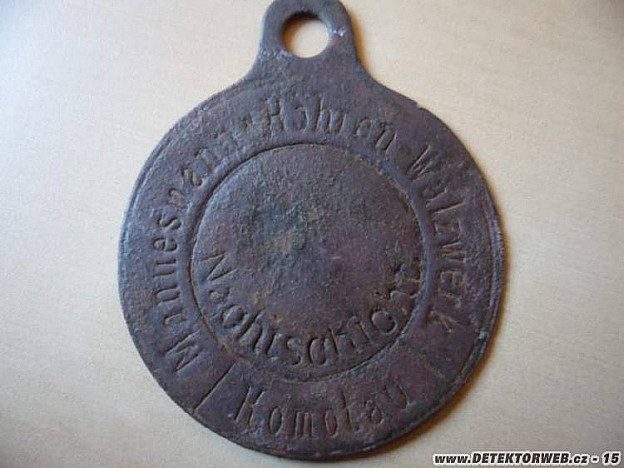 Mannesmann-Röhren-Walzwerk
Nachtschicht.
Komotau
www.DETEKTORWEB.cz - 15